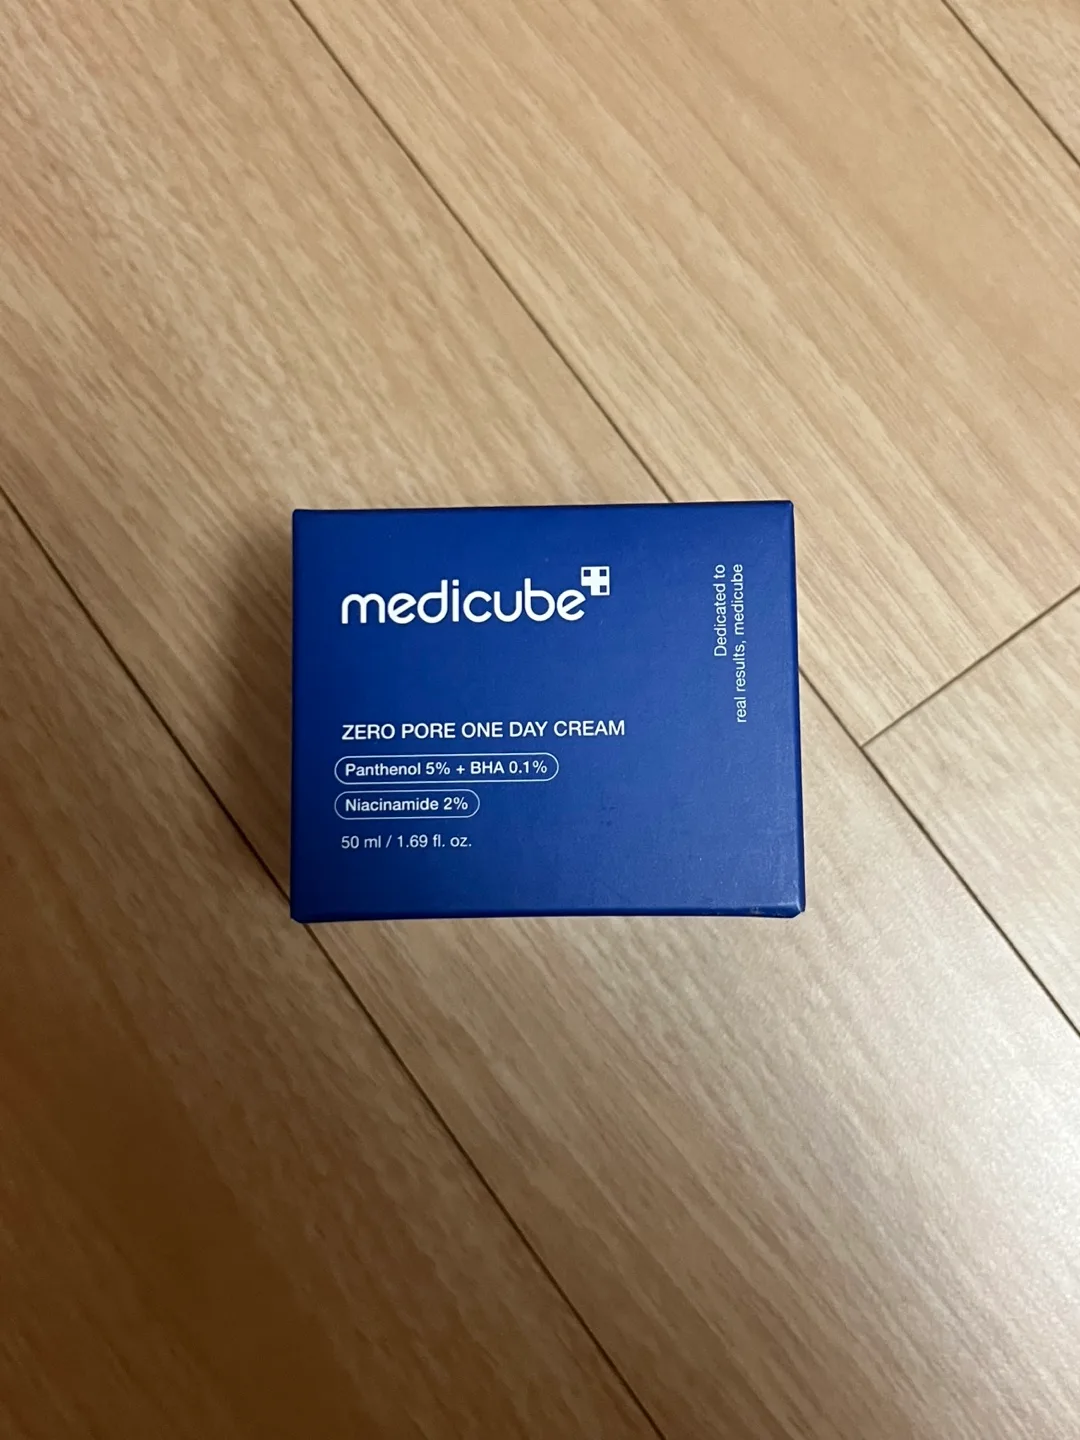 medicube
ZERO PORE ONE DAY CREAM
Panthenol 5% + BHA 0.1%
Niacinamide 2%
50 ml / 1.69 fl. oz.
Dedicated to
real results, medicube